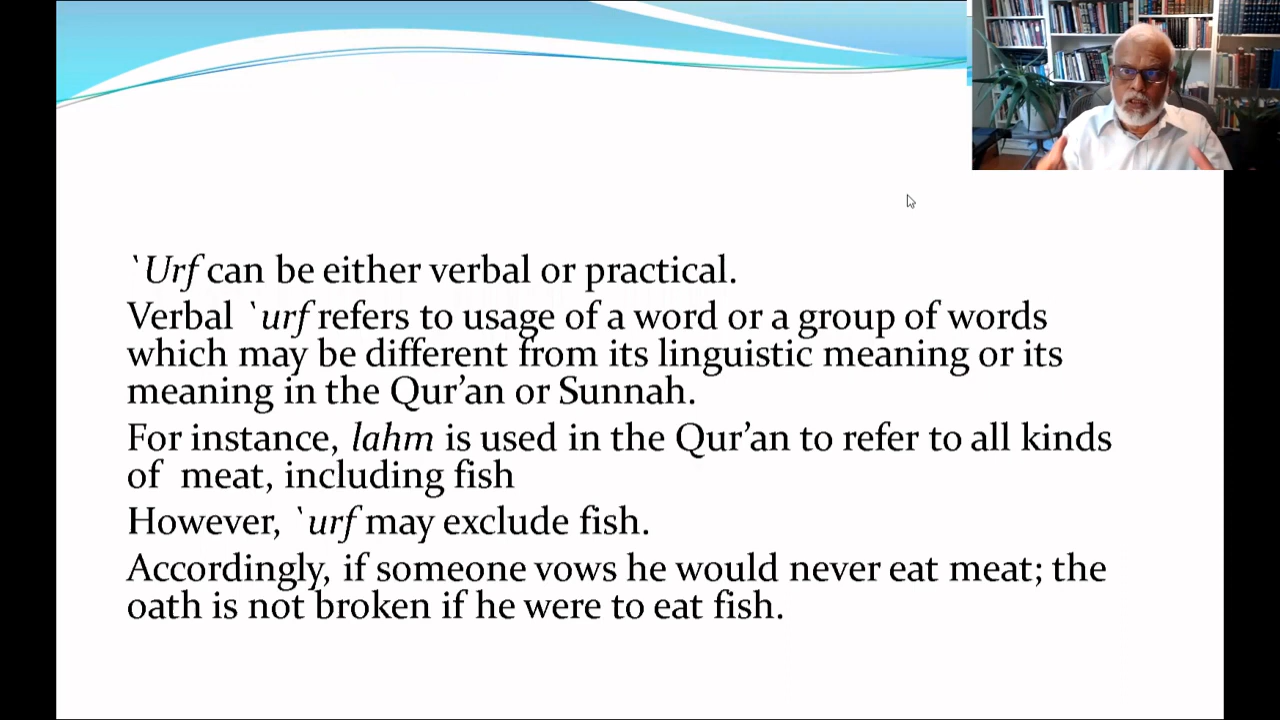 `Urf can be either verbal or practical.
Verbal `urf refers to usage of a word or a group of words
which may be different from its linguistic meaning or its
meaning in the Qur’an or Sunnah.
For instance, lahm is used in the Qur’an to refer to all kinds
of  meat, including fish
However, `urf may exclude fish.
Accordingly, if someone vows he would never eat meat; the
oath is not broken if he were to eat fish.